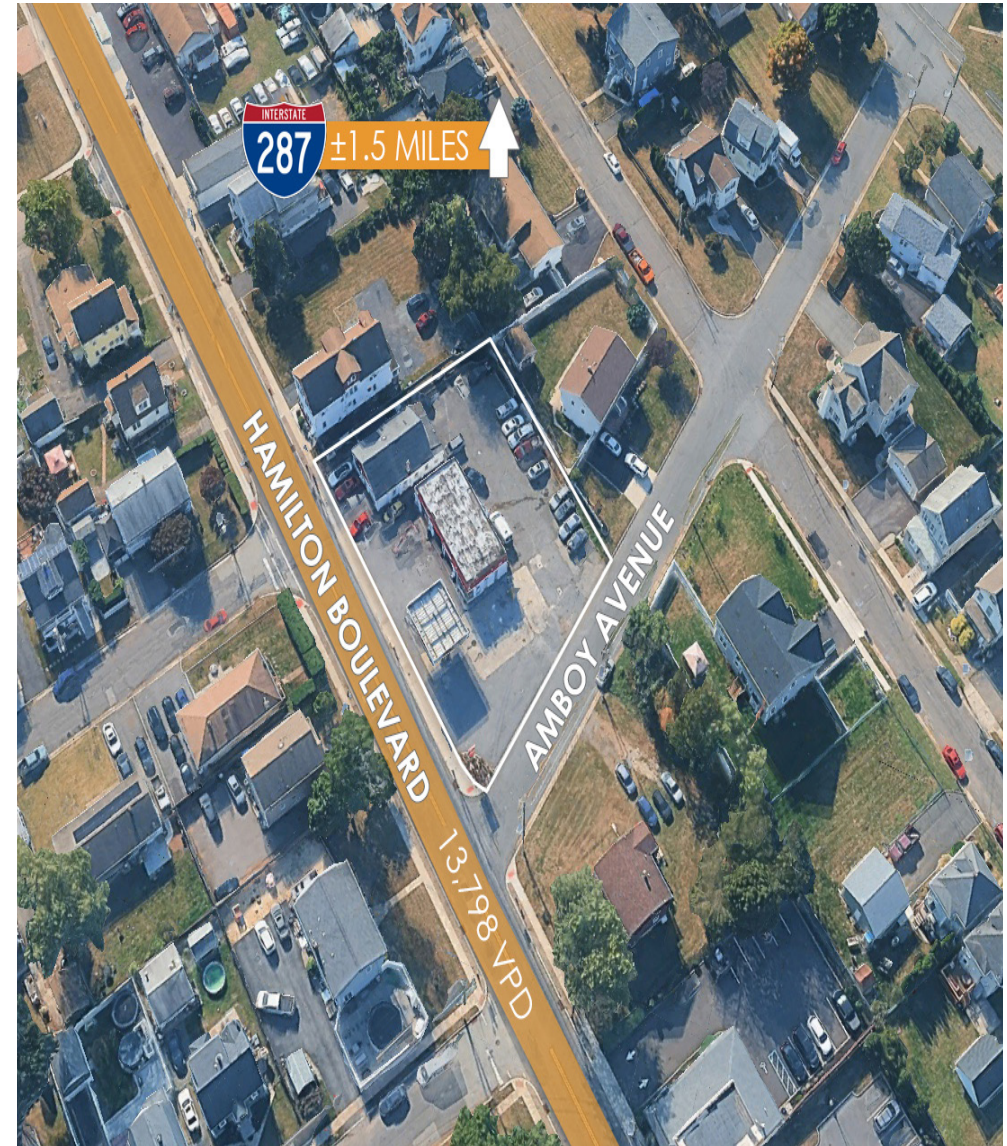 INTERSTATE
287
±1.5 MILES
HAMILTON BOULEVARD
13,798 VPD
AMBOY AVENUE